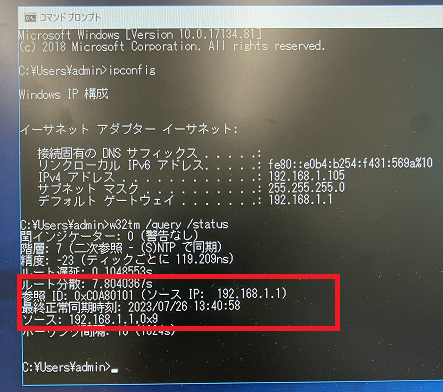 コマンド プロンプト
Microsoft Windows [Version 10.0.17134.81]
(c) 2018 Microsoft Corporation. All rights reserved.
C:¥Users¥admin>ipconfig
Windows IP 構成
イーサネット アダプター イーサネット:
接続固有の DNS サフィックス . . . . .:
リンクローカル IPv6 アドレス. . . . .: fe80::e0b4:b254:f431:569a%10
IPv4 アドレス . . . . . . . . . . . .: 192.168.1.105
サブネット マスク . . . . . . . . . .: 255.255.255.0
デフォルト ゲートウェイ . . . . . . .: 192.168.1.1
C:¥Users¥admin>w32tm /query /status
閏インジケーター: 0 (警告なし)
階層: 7 (二次参照 - (S)NTP で同期)
精度: -23 (ティックごとに 119.209ns)
ルート遅延: 0.1048553s
ルート分散: 7.8040367s
参照 ID: 0xC0A80101 (ソース IP: 192.168.1.1)
最終正常同期時刻: 2023/07/26 13:40:58
ソース: 192.168.1.1,0x9
ポーリング間隔: 10 (1024s)
C:¥Users¥admin>